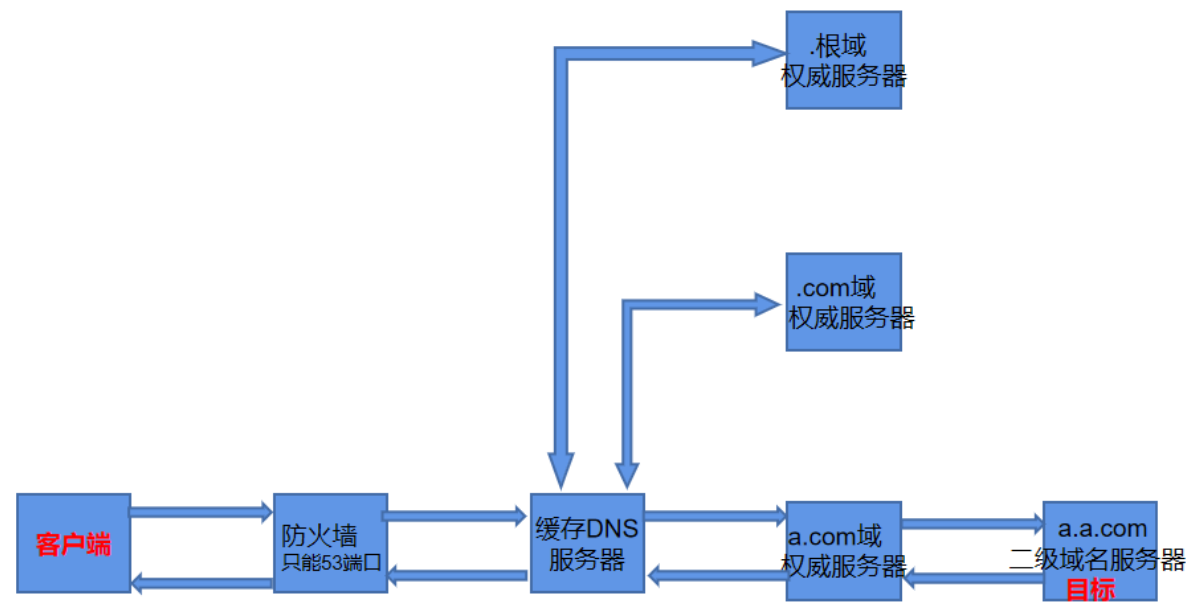 .根域
权威服务器
.com域
权威服务器
客户端
防火墙
只能53端口
缓存DNS
服务器
a.com域
权威服务器
a.a.com
二级域名服务器
目标